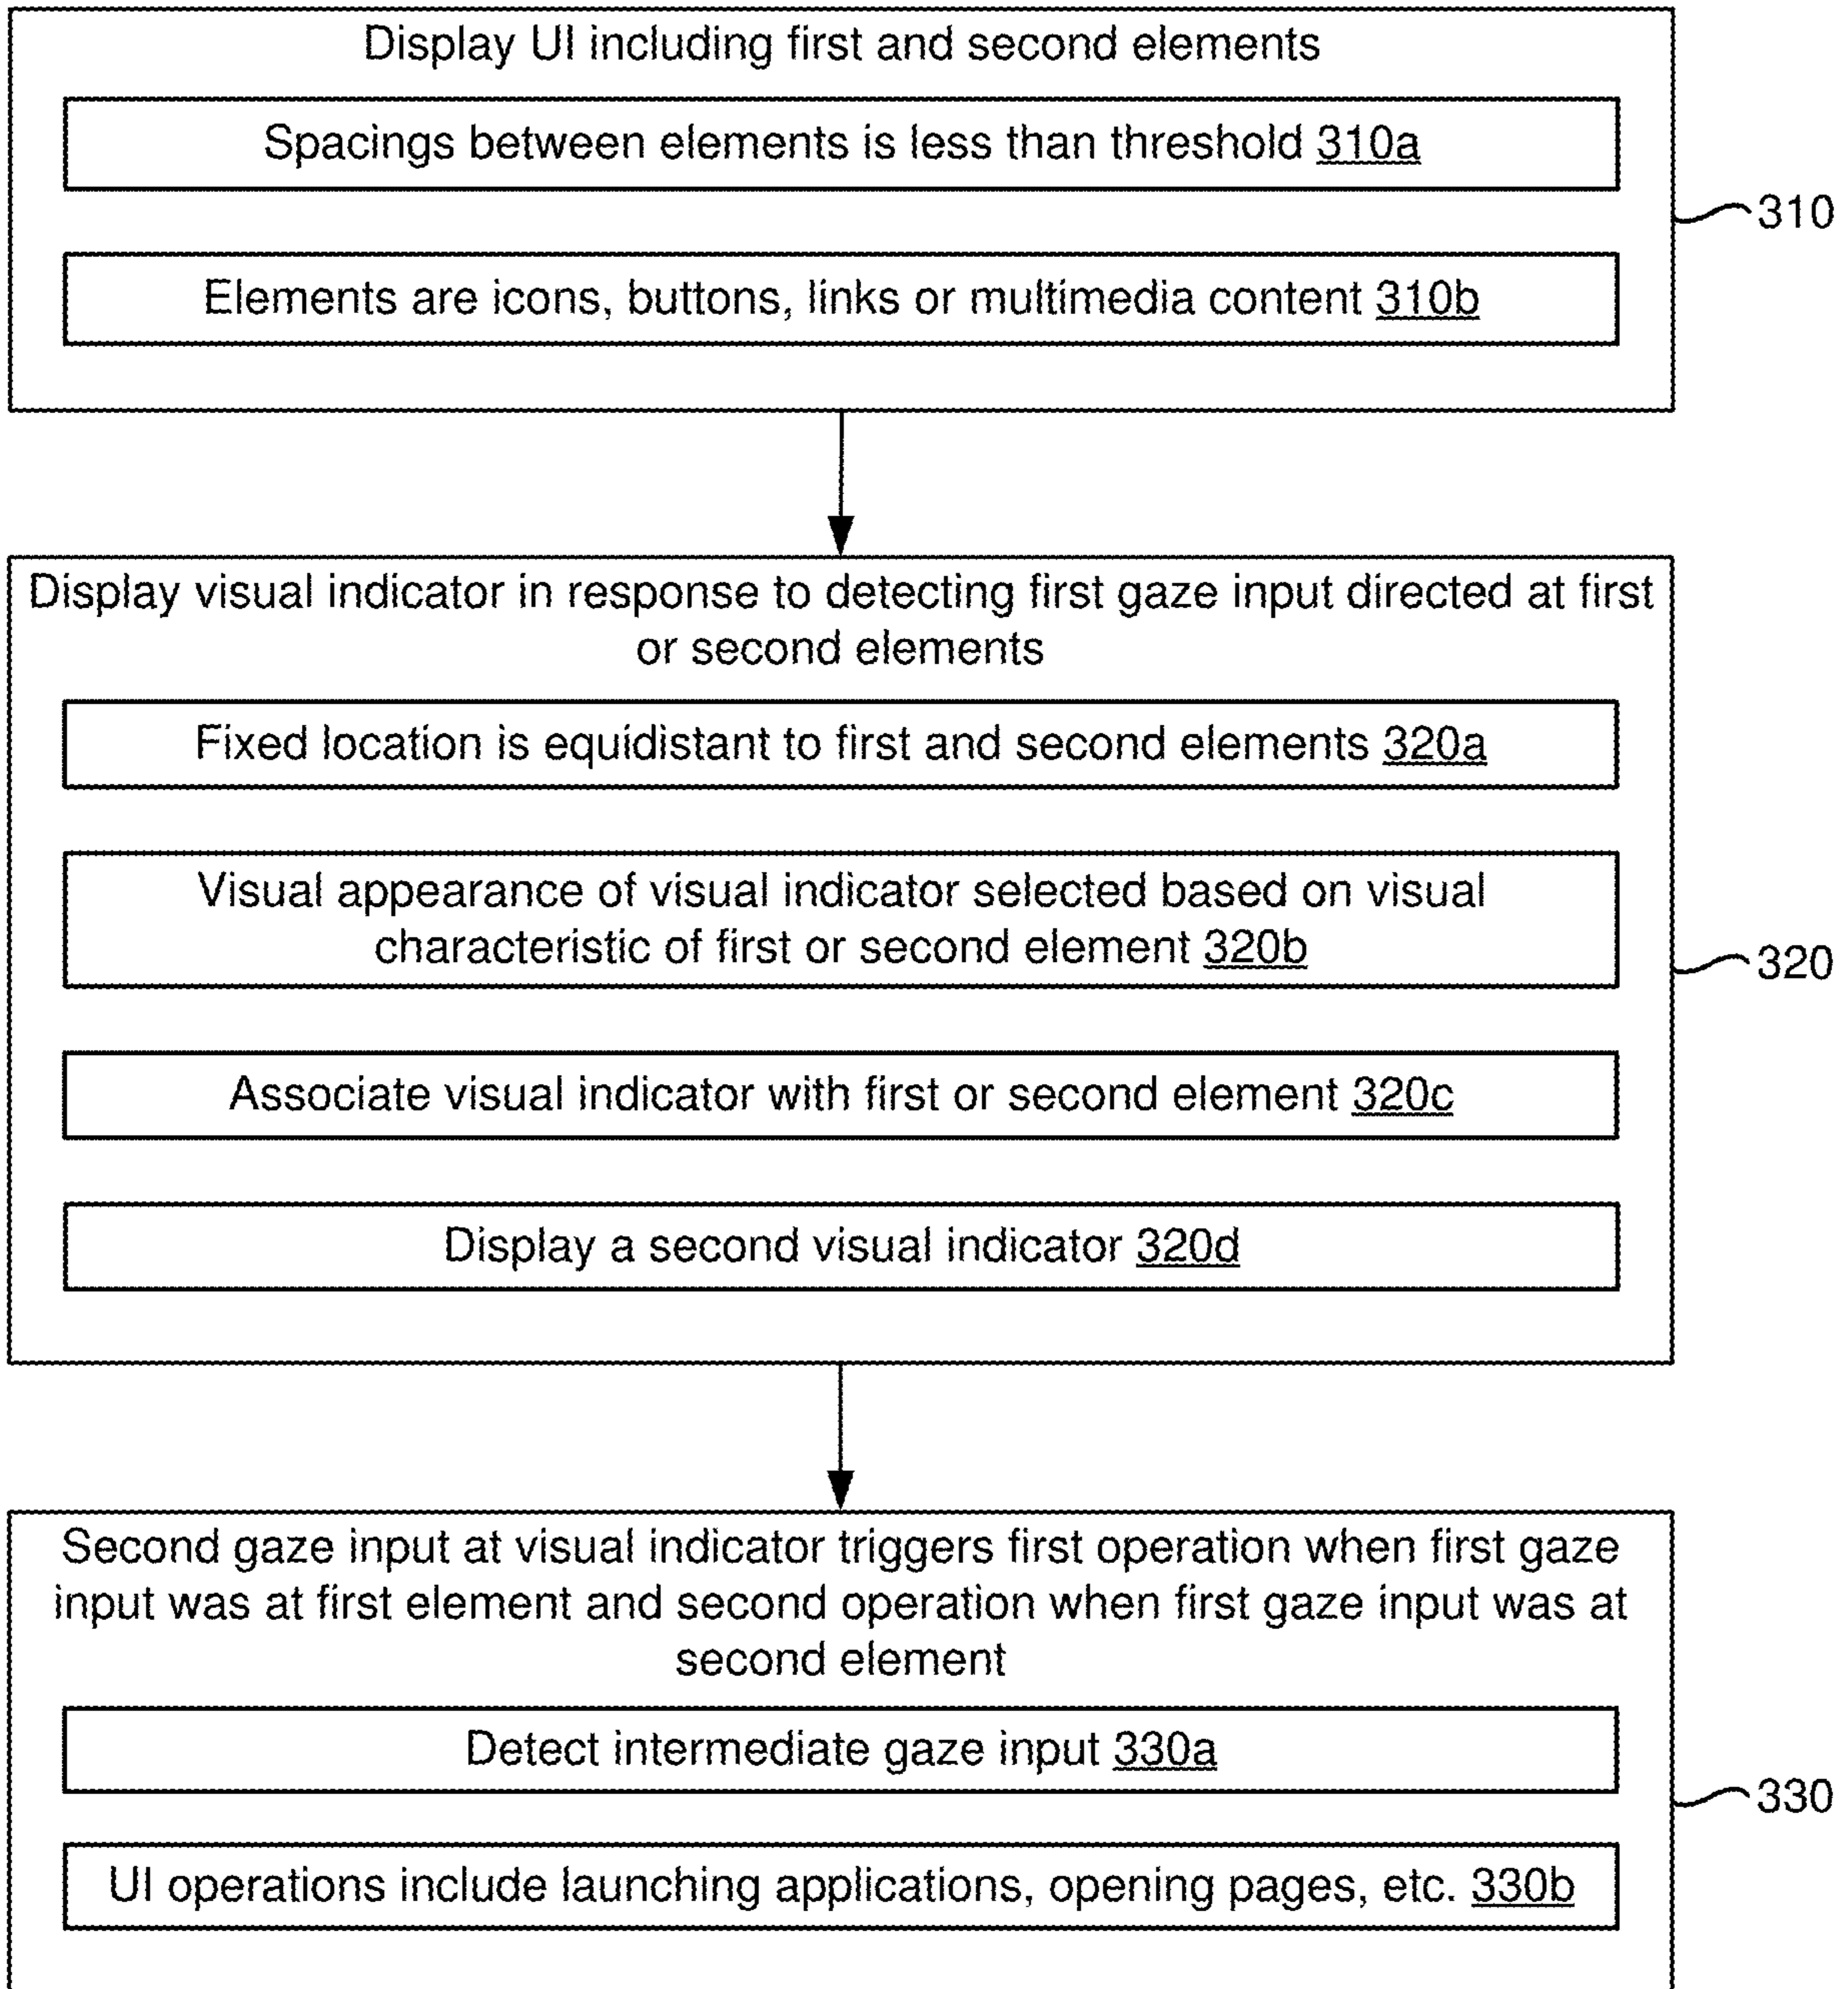 Display UI including first and second elements
Spacings between elements is less than threshold 310a
310
Elements are icons, buttons, links or multimedia content 310b
Display visual indicator in response to detecting first gaze input directed at first
or second elements
Fixed location is equidistant to first and second elements 320a
Visual appearance of visual indicator selected based on visual
characteristic of first or second element 320b
320
Associate visual indicator with first or second element 320c
Display a second visual indicator 320d
Second gaze input at visual indicator triggers first operation when first gaze
input was at first element and second operation when first gaze input was at
second element
Detect intermediate gaze input 330a
330
UI operations include launching applications, opening pages, etc. 330b